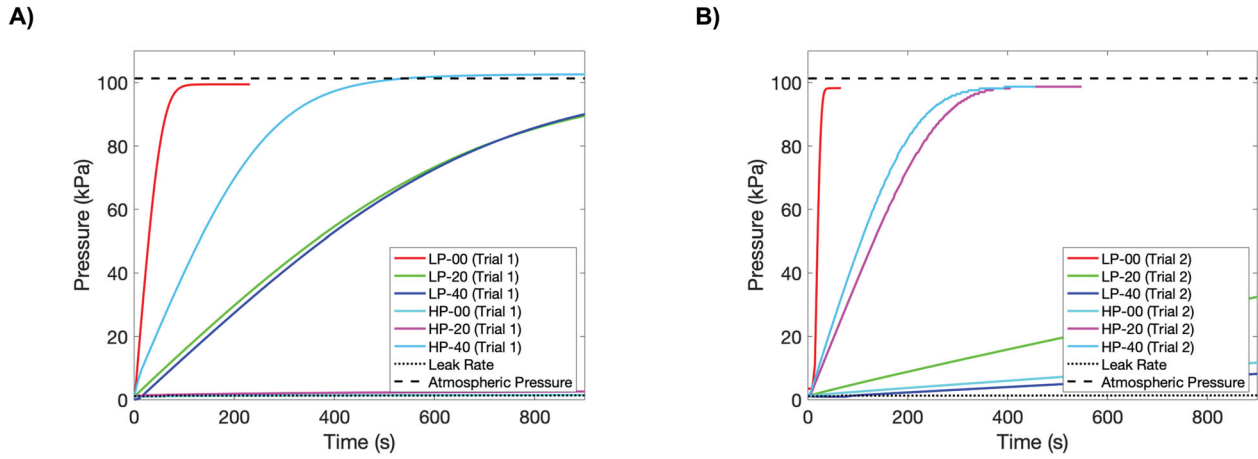 A)
B)
Pressure (kPa)
100
80
60
40
20
0
0
200
400
600
800
Time (s)
LP-00 (Trial 1)
LP-20 (Trial 1)
LP-40 (Trial 1)
HP-00 (Trial 1)
HP-20 (Trial 1)
HP-40 (Trial 1)
Leak Rate
Atmospheric Pressure
Pressure (kPa)
100
80
60
40
20
0
0
200
400
600
800
Time (s)
LP-00 (Trial 2)
LP-20 (Trial 2)
LP-40 (Trial 2)
HP-00 (Trial 2)
HP-20 (Trial 2)
HP-40 (Trial 2)
Leak Rate
Atmospheric Pressure